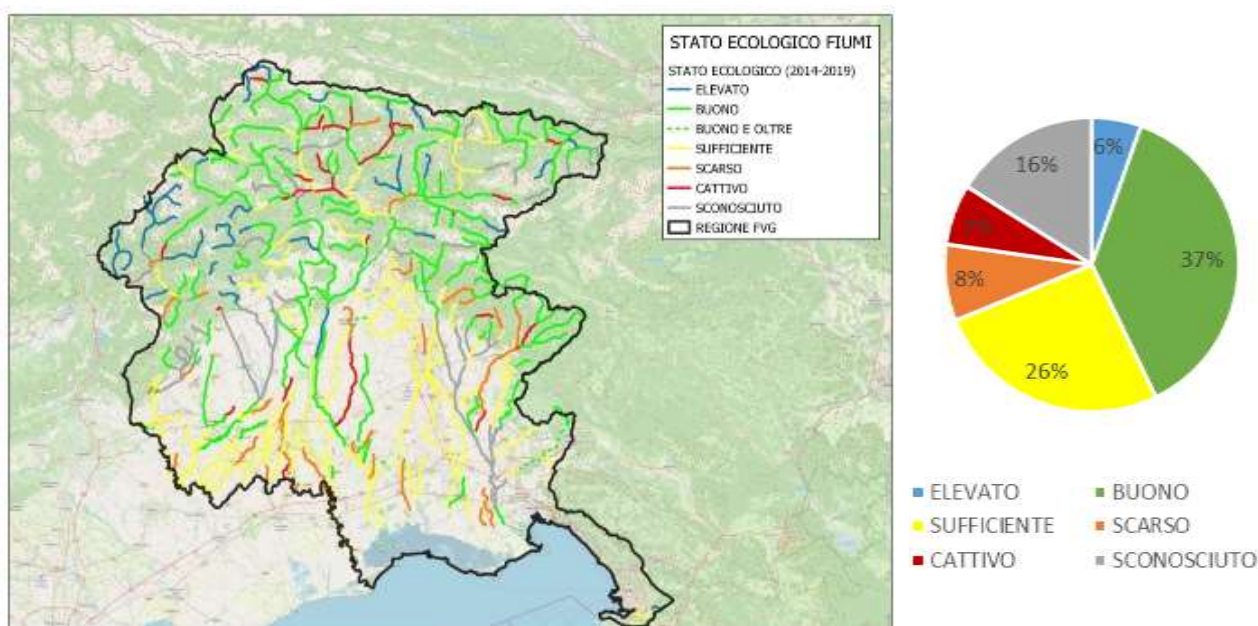 STATO ECOLOGICO FIUMI
STATO ECOLOGICO (2014-2019)
ELEVATO
BUONO
BUONO E OLTRE
SUFFICIENTE
SCARSO
CATTIVO
SCONOSCIUTO
REGIONE FVG
6%
37%
26%
8%
16%
ELEVATO
BUONO
SUFFICIENTE
SCARSO
CATTIVO
SCONOSCIUTO